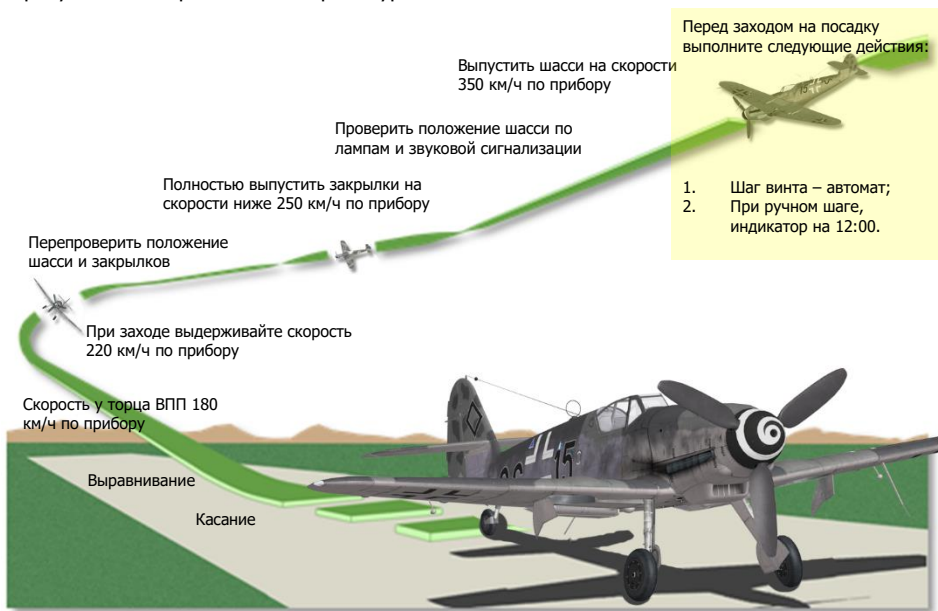 Перед заходом на посадку
выполните следующие действия:
1. Шаг винта – автомат;
2. При ручном шаге,
индикатор на 12:00.
Выпустить шасси на скорости
350 км/ч по прибору
Проверить положение шасси по
лампам и звуковой сигнализации
Полностью выпустить закрылки на
скорости ниже 250 км/ч по прибору
Перепроверить положение
шасси и закрылков
При заходе выдерживайте скорость
220 км/ч по прибору
Скорость у торца ВПП 180
км/ч по прибору
Выравнивание
Касание
15